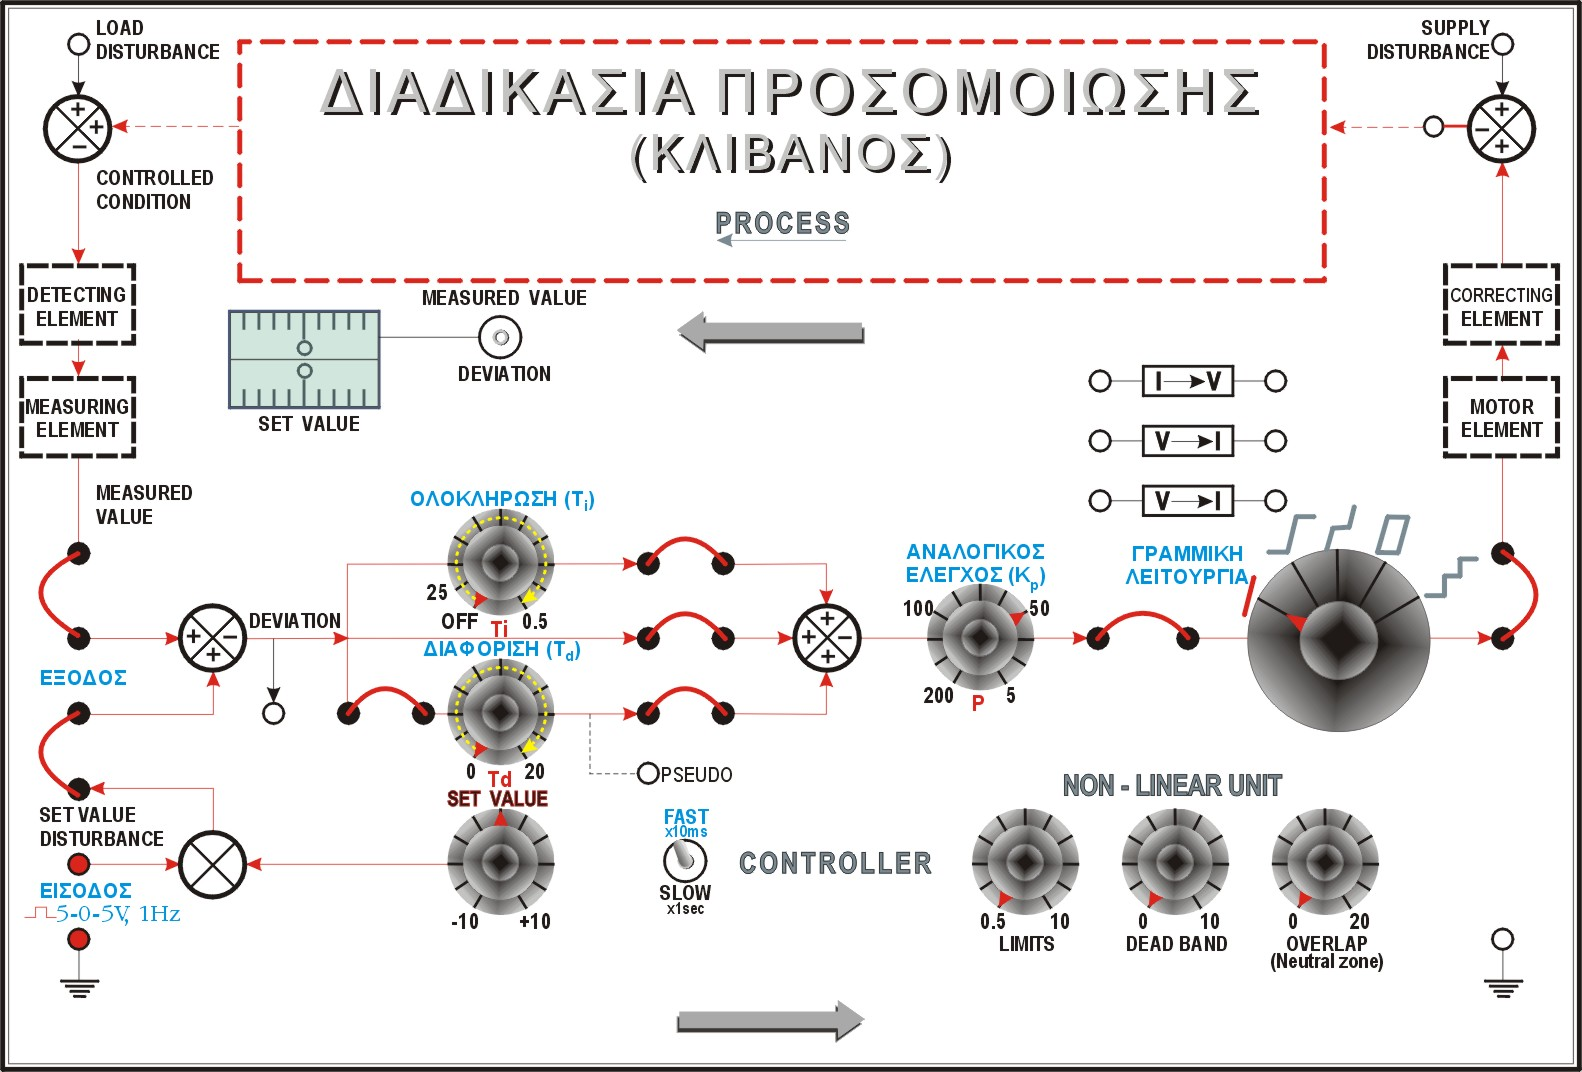 LOAD
DISTURBANCE
SUPPLY
DISTURBANCE
ΔΙΑΔΙΚΑΣΙΑ ΠΡΟΣΟΜΟΙΩΣΗΣ
(ΚΛΙΒΑΝΟΣ)
PROCESS
+ + −
+ − +
CONTROLLED
CONDITION
DETECTING
ELEMENT
MEASURING
ELEMENT
MEASURED VALUE
DEVIATION
SET VALUE
CORRECTING
ELEMENT
MOTOR
ELEMENT
I V
V I
V I
MEASURED
VALUE
ΟΛΟΚΛΗΡΩΣΗ (Ti)
25
OFF Ti 0.5
ΑΝΑΛΟΓΙΚΟΣ
ΕΛΕΓΧΟΣ (Kp)
100 50
200 P 5
ΓΡΑΜΜΙΚΗ
ΛΕΙΤΟΥΡΓΙΑ
+ − +
DEVIATION
+ + − +
ΔΙΑΦΟΡΙΣΗ (Td)
0 Td 20
ΕΞΟΔΟΣ
PSEUDO
SET VALUE
-10 +10
SET VALUE
DISTURBANCE
ΕΙΣΟΔΟΣ
5-0-5V, 1Hz
FAST
x10ms
SLOW
x1sec
CONTROLLER
NON - LINEAR UNIT
0.5 10
LIMITS
0 10
DEAD BAND
0 20
OVERLAP
(Neutral zone)